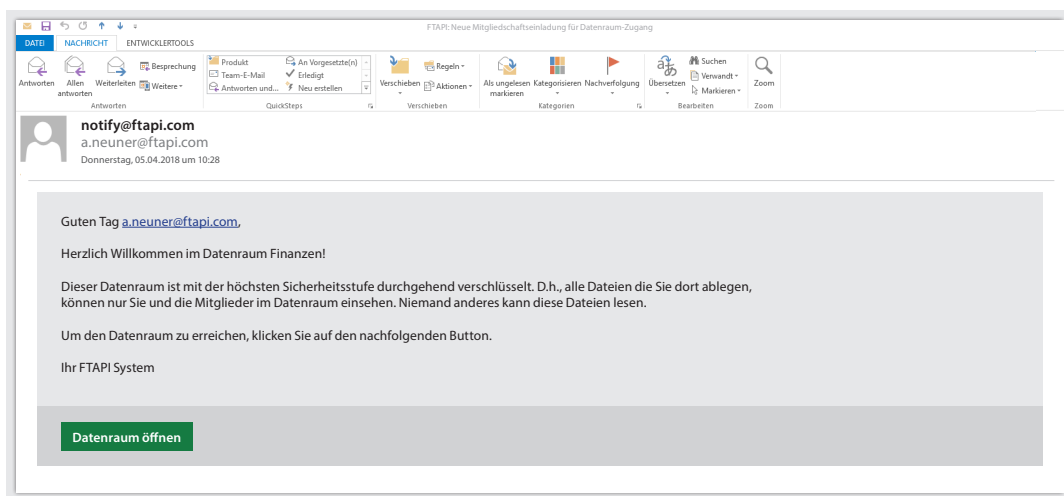 FTAPI: Neue Mitgliedschaftseinladung für Datenraum-Zugang
DATEI NACHRICHT ENTWICKLERTOOLS
Antworten
Allen antworten
Weiterleiten
Besprechung
Weitere
Antworten
Produkt
Team-E-Mail
Antworten und...
An Vorgesetzte(n)
Erledigt
Neu erstellen
QuickSteps
Verschieben
Regeln
Aktionen
Verschieben
Als ungelesen markieren
Kategorisieren
Nachverfolgung
Kategorien
Übersetzen
Suchen
Verwandt
Markieren
Bearbeiten
Zoom
Zoom
notify@ftapi.com
a.neuner@ftapi.com
Donnerstag, 05.04.2018 um 10:28
Guten Tag a.neuner@ftapi.com,
Herzlich Willkommen im Datenraum Finanzen!
Dieser Datenraum ist mit der höchsten Sicherheitsstufe durchgehend verschlüsselt. D.h., alle Dateien die Sie dort ablegen,
können nur Sie und die Mitglieder im Datenraum einsehen. Niemand anderes kann diese Dateien lesen.
Um den Datenraum zu erreichen, klicken Sie auf den nachfolgenden Button.
Ihr FTAPI System
Datenraum öffnen